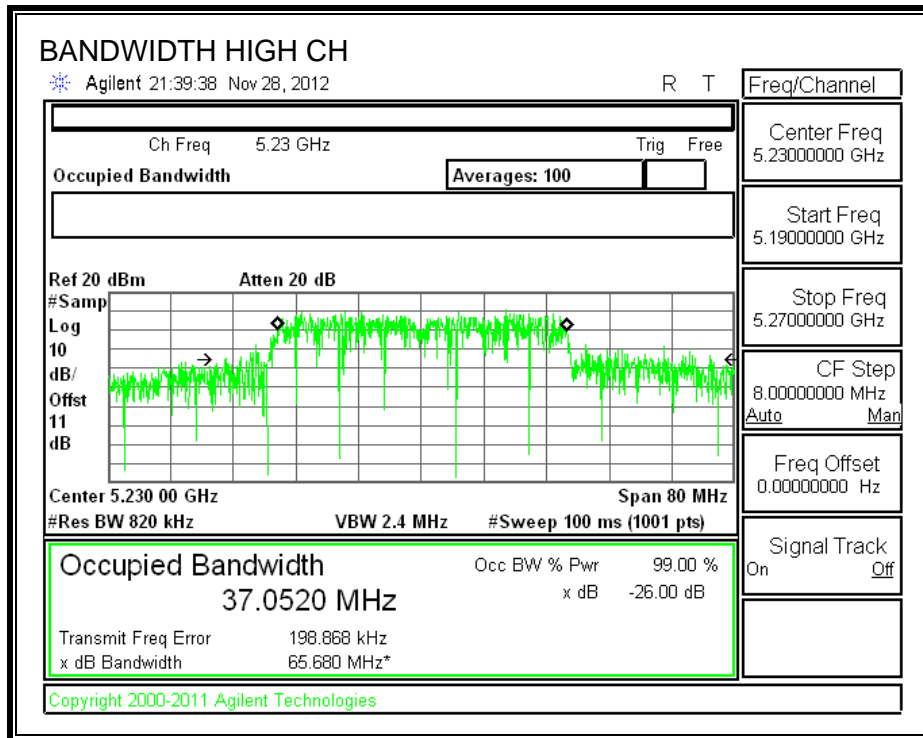 BANDWIDTH HIGH CH
Agilent 21:39:38 Nov 28, 2012 R T
Freq/Channel
Ch Freq 5.23 GHz Trig Free
Occupied Bandwidth Averages: 100
Center Freq
5.23000000 GHz
Start Freq
5.19000000 GHz
Stop Freq
5.27000000 GHz
CF Step
8.00000000 MHz
Auto Man
Freq Offset
0.00000000 Hz
Signal Track
On Off
Ref 20 dBm Atten 20 dB
#Samp
Log
10
dB/
Offst
11
dB
Center 5.230 00 GHz Span 80 MHz
#Res BW 820 kHz VBW 2.4 MHz #Sweep 100 ms (1001 pts)
Occupied Bandwidth
37.0520 MHz
Occ BW % Pwr 99.00 %
x dB -26.00 dB
Transmit Freq Error 198.868 kHz
x dB Bandwidth 65.680 MHz*
Copyright 2000-2011 Agilent Technologies